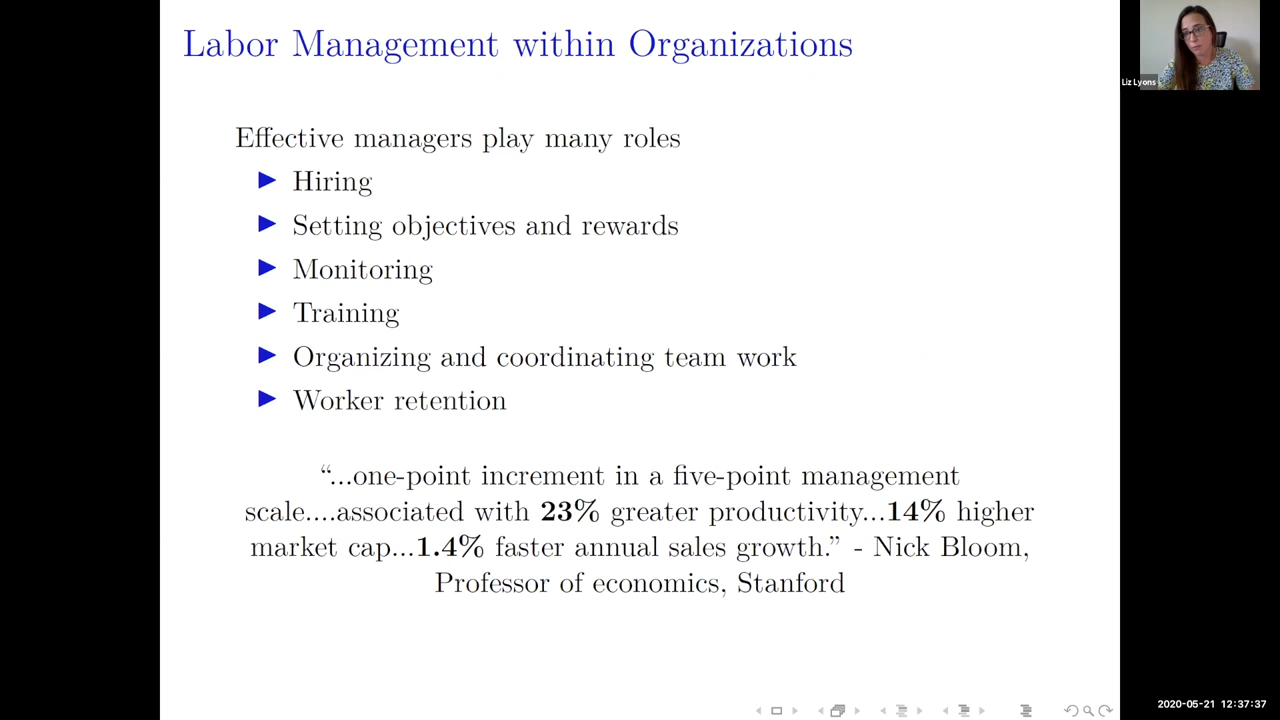 Labor Management within Organizations
Liz Lyons
Effective managers play many roles
Hiring
Setting objectives and rewards
Monitoring
Training
Organizing and coordinating team work
Worker retention
“...one-point increment in a five-point management
scale....associated with 23% greater productivity...14% higher
market cap...1.4% faster annual sales growth.” - Nick Bloom,
Professor of economics, Stanford
2020-05-21 12:37:37